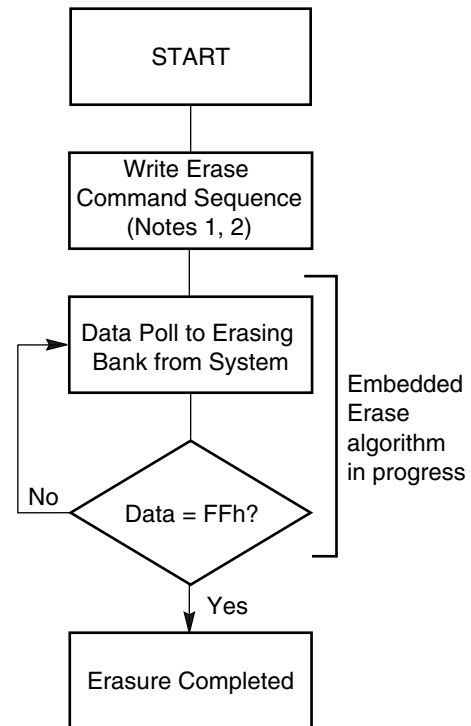 START
Write Erase
Command Sequence
(Notes 1, 2)
Data Poll to Erasing
Bank from System
Embedded
Erase
algorithm
in progress
No
Data = FFh?
Yes
Erasure Completed